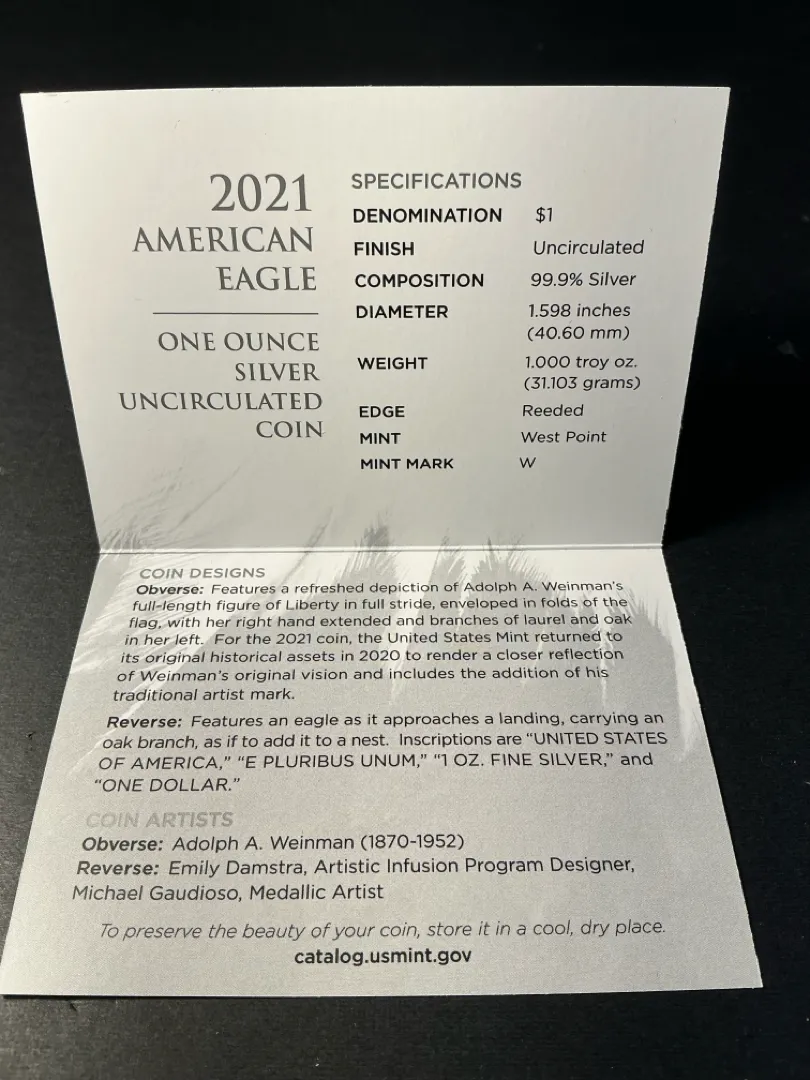 2021
AMERICAN
EAGLE
ONE OUNCE
SILVER
UNCIRCULATED
COIN
SPECIFICATIONS
DENOMINATION $1
FINISH Uncirculated
COMPOSITION 99.9% Silver
DIAMETER 1.598 inches
(40.60 mm)
WEIGHT 1.000 troy oz.
(31.103 grams)
EDGE Reeded
MINT West Point
MINT MARK W
COIN DESIGNS
Obverse: Features a refreshed depiction of Adolph A. Weinman's
full-length figure of Liberty in full stride, enveloped in folds of the
flag, with her right hand extended and branches of laurel and oak
in her left. For the 2021 coin, the United States Mint returned to
its original historical assets in 2020 to render a closer reflection
of Weinman's original vision and includes the addition of his
traditional artist mark.
Reverse: Features an eagle as it approaches a landing, carrying an
oak branch, as if to add it to a nest. Inscriptions are "UNITED STATES
OF AMERICA," "E PLURIBUS UNUM," "1 OZ. FINE SILVER," and
"ONE DOLLAR."
COIN ARTISTS
Obverse: Adolph A. Weinman (1870-1952)
Reverse: Emily Damstra, Artistic Infusion Program Designer,
Michael Gaudioso, Medallic Artist
To preserve the beauty of your coin, store it in a cool, dry place.
catalog.usmint.gov